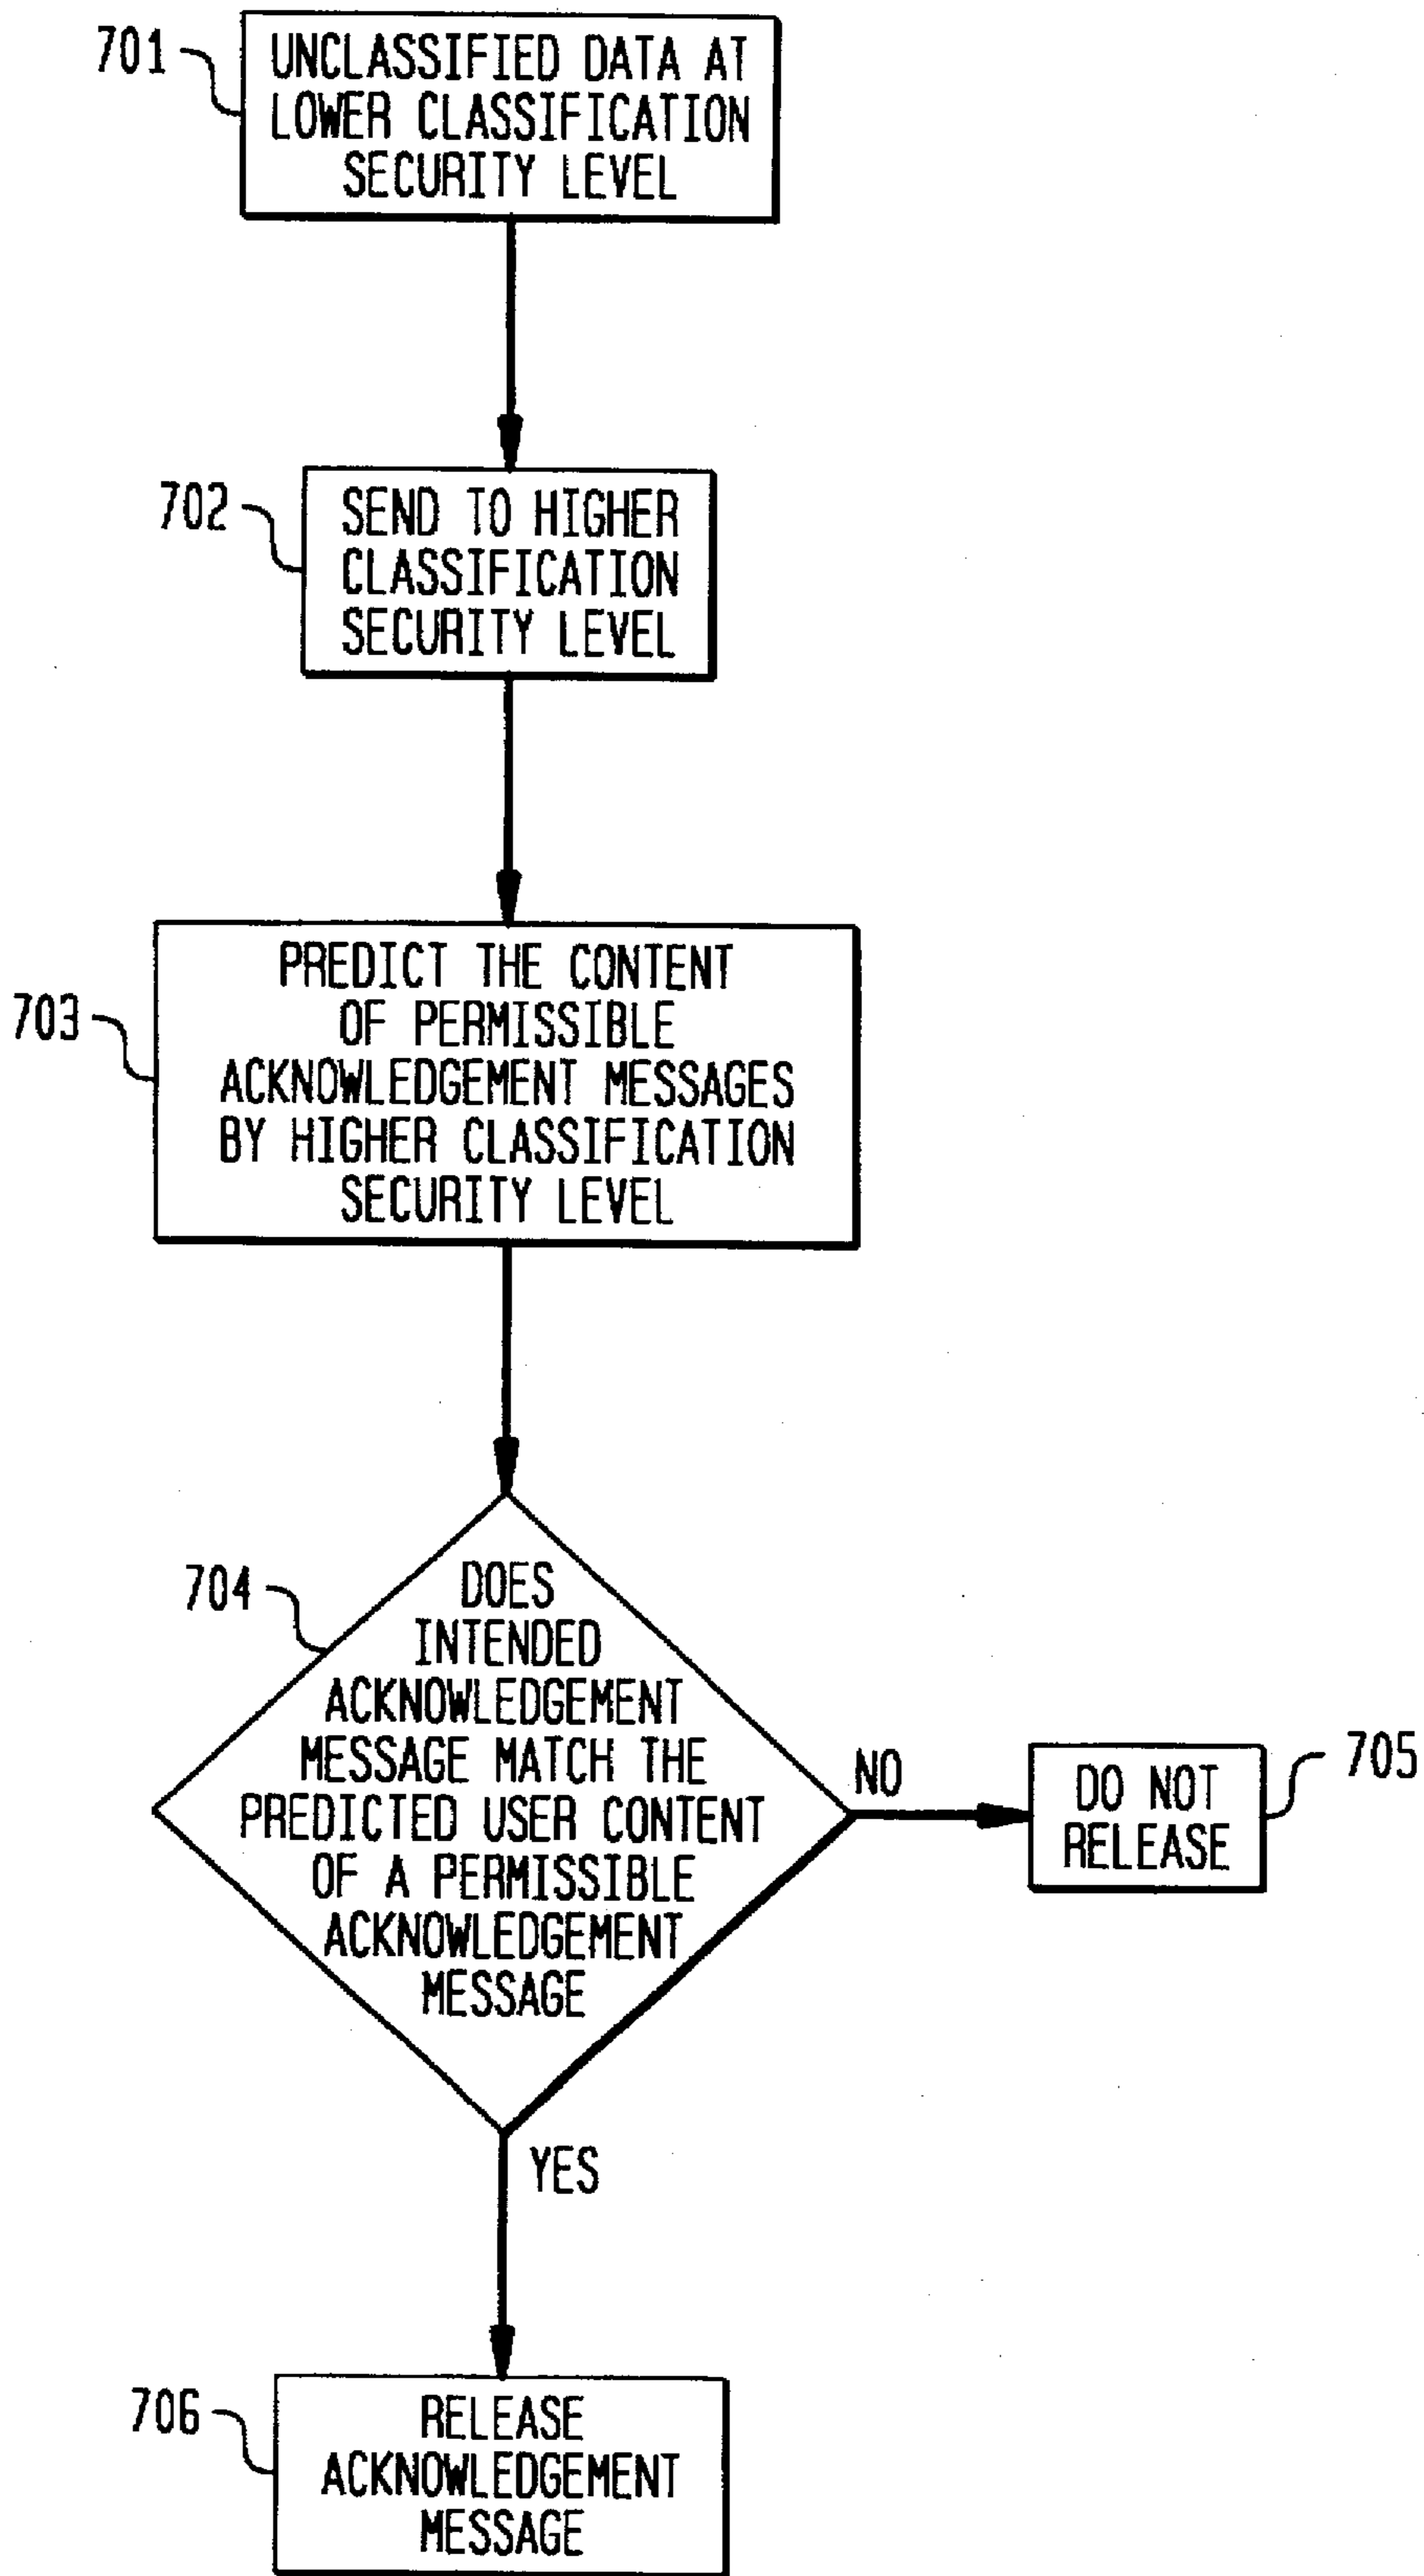 701
UNCLASSIFIED DATA AT
LOWER CLASSIFICATION
SECURITY LEVEL
702
SEND TO HIGHER
CLASSIFICATION
SECURITY LEVEL
703
PREDICT THE CONTENT
OF PERMISSIBLE
ACKNOWLEDGEMENT MESSAGES
BY HIGHER CLASSIFICATION
SECURITY LEVEL
704
DOES
INTENDED
ACKNOWLEDGEMENT
MESSAGE MATCH THE
PREDICTED USER CONTENT
OF A PERMISSIBLE
ACKNOWLEDGEMENT
MESSAGE
NO
705
DO NOT
RELEASE
YES
706
RELEASE
ACKNOWLEDGEMENT
MESSAGE